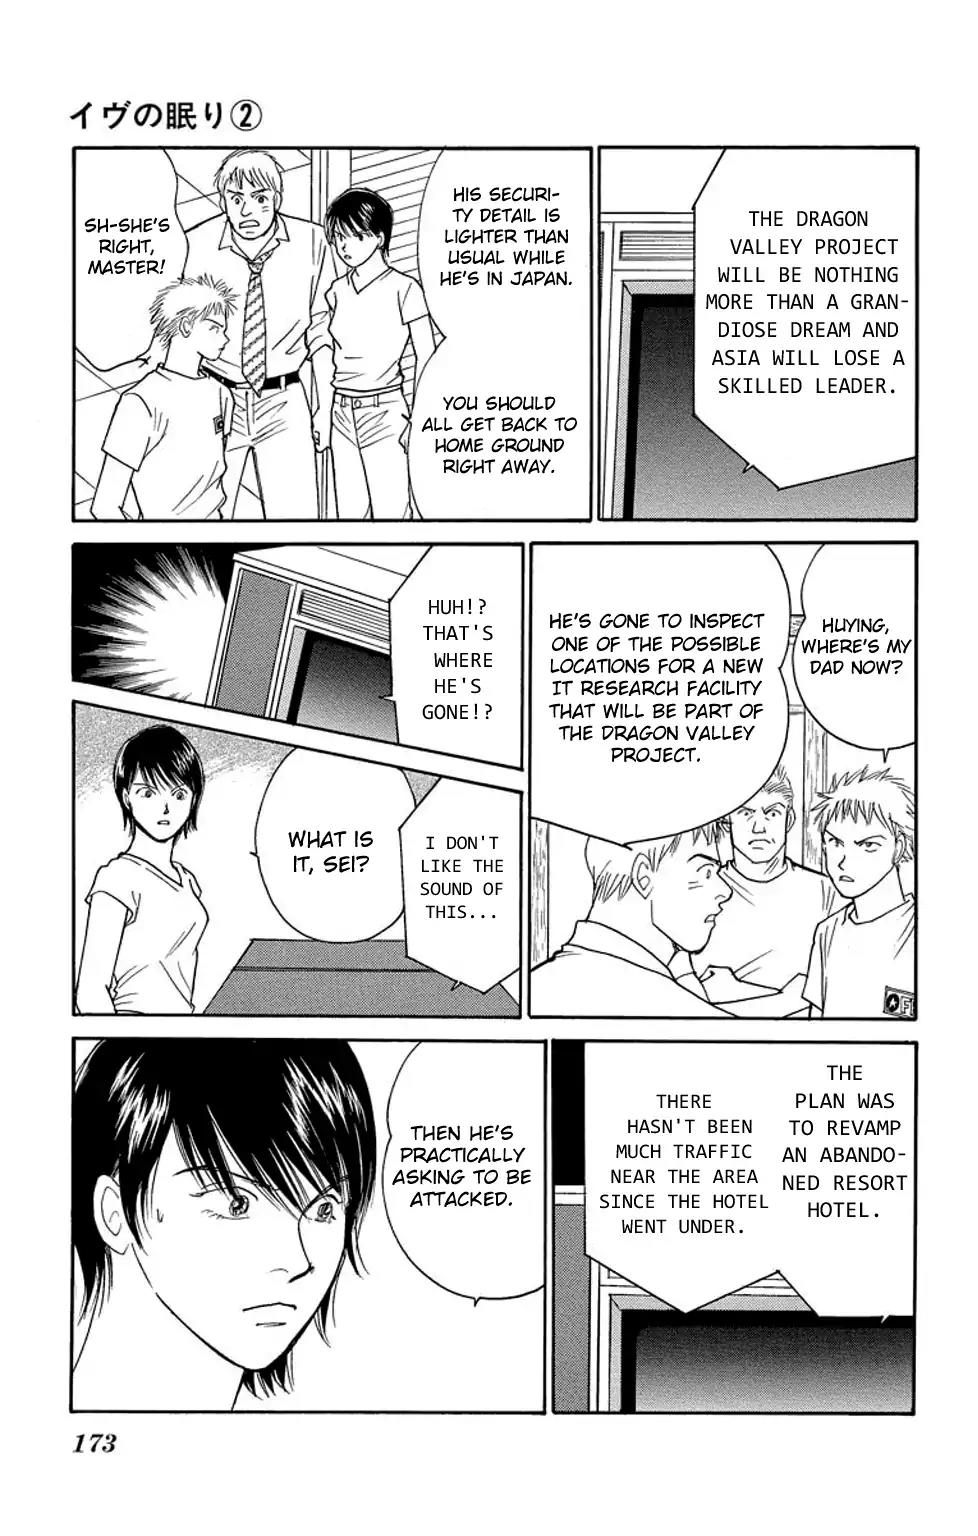 イヴの眠り②
THE DRAGON
VALLEY PROJECT
WILL BE NOTHING
MORE THAN A GRAN-
DIOSE DREAM AND
ASIA WILL LOSE A
SKILLED LEADER.
HIS SECURI-
TY DETAIL IS
LIGHTER THAN
USUAL WHILE
HE'S IN JAPAN.
YOU SHOULD
ALL GET BACK TO
HOME GROUND
RIGHT AWAY.
SH-SHE'S
RIGHT,
MASTER!
HUYING,
WHERE'S MY
DAD NOW?
HE'S GONE TO INSPECT
ONE OF THE POSSIBLE
LOCATIONS FOR A NEW
IT RESEARCH FACILITY
THAT WILL BE PART OF
THE DRAGON VALLEY
PROJECT.
HUH!?
THAT'S
WHERE
HE'S
GONE!?
I DON'T
LIKE THE
SOUND OF
THIS...
WHAT IS
IT, SEI?
THE
PLAN WAS
TO REVAMP
AN ABANDO-
NED RESORT
HOTEL.
THERE
HASN'T BEEN
MUCH TRAFFIC
NEAR THE AREA
SINCE THE HOTEL
WENT UNDER.
THEN HE'S
PRACTICALLY
ASKING TO BE
ATTACKED.
173